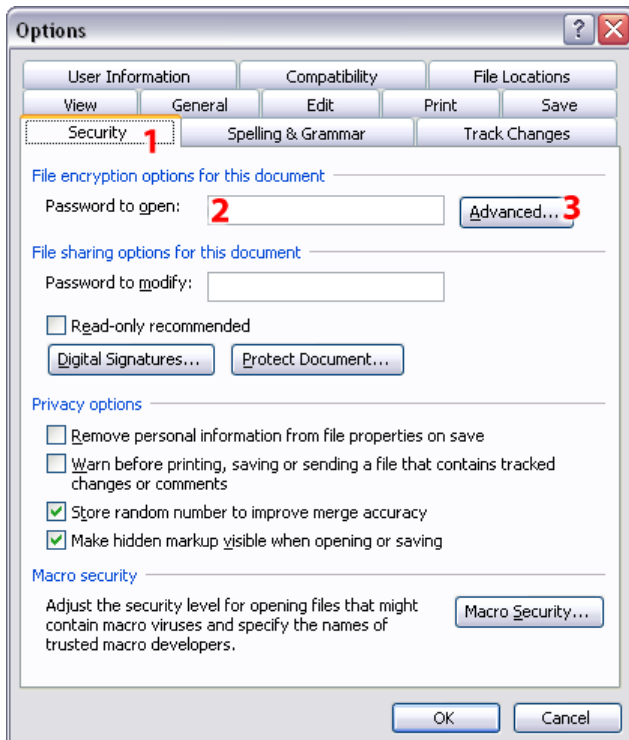 Options
?
User Information Compatibility File Locations
View General Edit Print Save
Security 1 Spelling & Grammar Track Changes
File encryption options for this document
Password to open: 2 Advanced... 3
File sharing options for this document
Password to modify:
Read-only recommended
Digital Signatures... Protect Document...
Privacy options
Remove personal information from file properties on save
Warn before printing, saving or sending a file that contains tracked
changes or comments
Store random number to improve merge accuracy
Make hidden markup visible when opening or saving
Macro security
Adjust the security level for opening files that might
contain macro viruses and specify the names of
trusted macro developers.
Macro Security...
OK Cancel